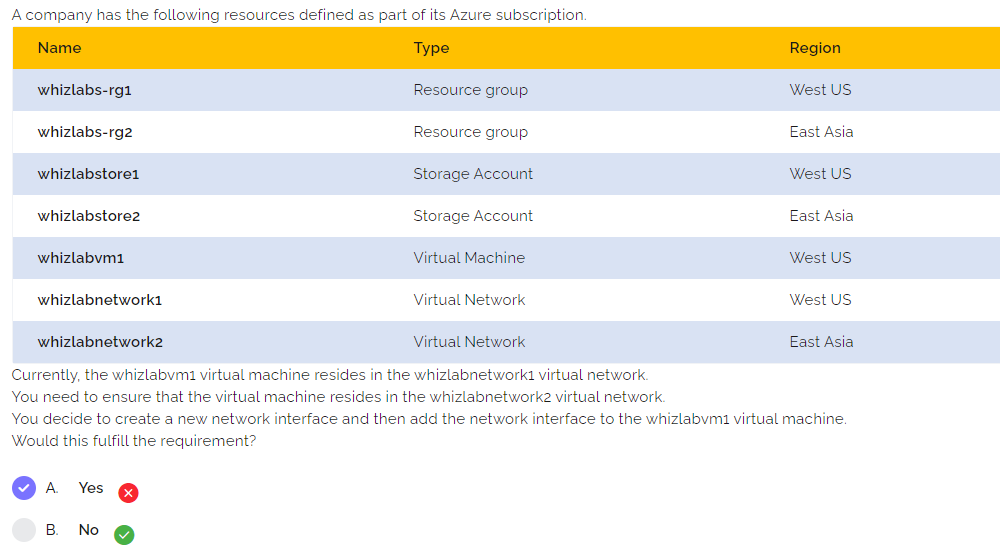 A company has the following resources defined as part of its Azure subscription.
Name Type Region
whizlabs-rg1 Resource group West US
whizlabs-rg2 Resource group East Asia
whizlabstore1 Storage Account West US
whizlabstore2 Storage Account East Asia
whizlabvm1 Virtual Machine West US
whizlabnetwork1 Virtual Network West US
whizlabnetwork2 Virtual Network East Asia
Currently, the whizlabvm1 virtual machine resides in the whizlabnetwork1 virtual network.
You need to ensure that the virtual machine resides in the whizlabnetwork2 virtual network.
You decide to create a new network interface and then add the network interface to the whizlabvm1 virtual machine.
Would this fulfill the requirement?
A. Yes
B. No